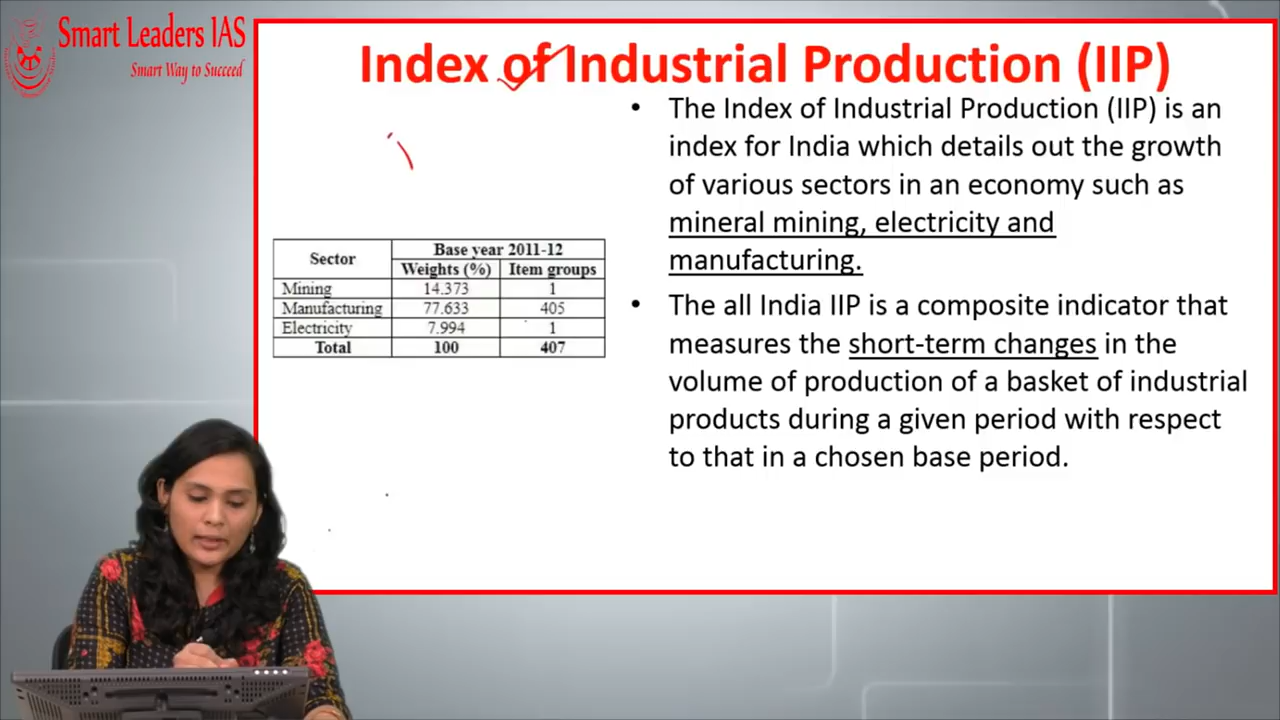 Smart Leaders IAS
Smart Way to Succeed
Index of Industrial Production (IIP)
• The Index of Industrial Production (IIP) is an
index for India which details out the growth
of various sectors in an economy such as
mineral mining, electricity and
manufacturing.
• The all India IIP is a composite indicator that
measures the short-term changes in the
volume of production of a basket of industrial
products during a given period with respect
to that in a chosen base period.
Sector Base year 2011-12
Weights (%) Item groups
Mining 14.373 1
Manufacturing 77.633 405
Electricity 7.994 1
Total 100 407